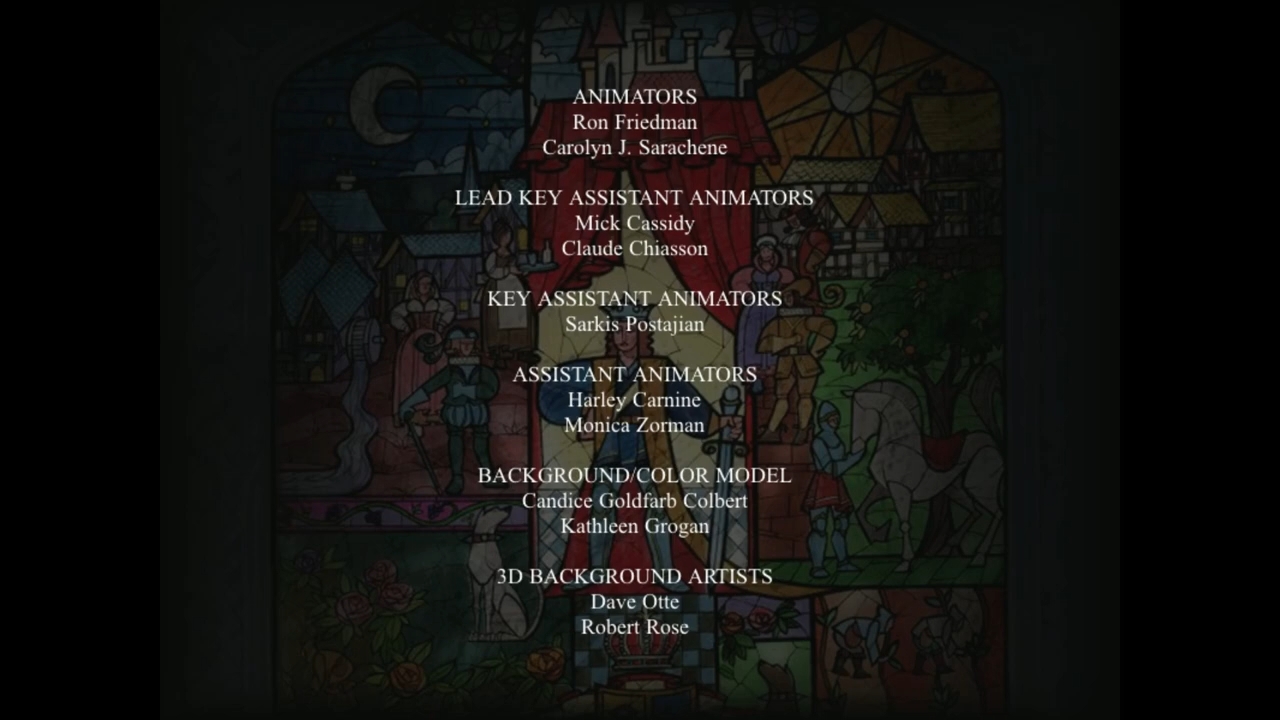 ANIMATORS
Ron Friedman
Carolyn J. Sarachene
LEAD KEY ASSISTANT ANIMATORS
Mick Cassidy
Claude Chiasson
KEY ASSISTANT ANIMATORS
Sarkis Postajian
ASSISTANT ANIMATORS
Harley Carnine
Monica Zorman
BACKGROUND/COLOR MODEL
Candice Goldfarb Colbert
Kathleen Grogan
3D BACKGROUND ARTISTS
Dave Otte
Robert Rose